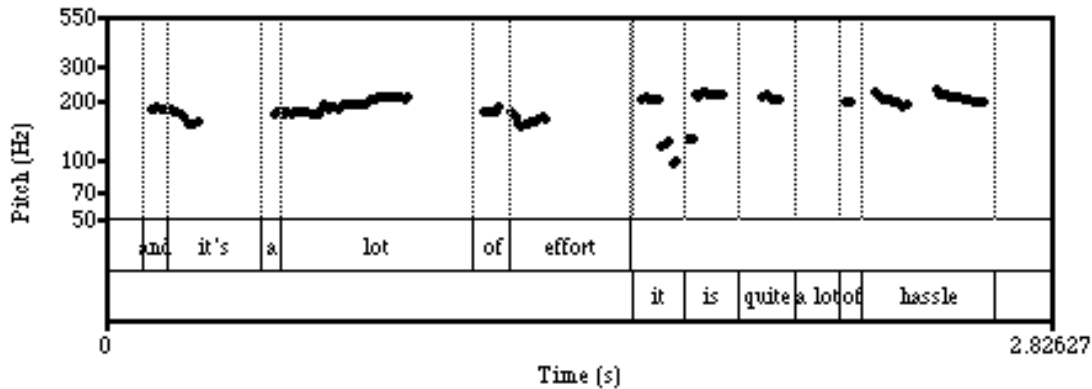 550
300
200
100
70
50
Pitch (Hz)
and it's a lot of effort
it is quite a lot of hassle
0 2.82627
Time (s)